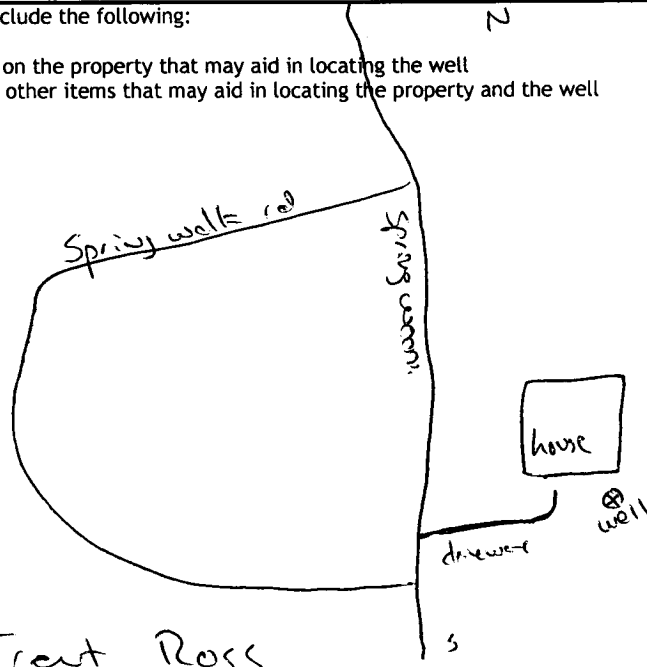 clude the following:
N
on the property that may aid in locating the well
other items that may aid in locating the property and the well
Spring walk rd
Spring
house
well
S
Trent Ross